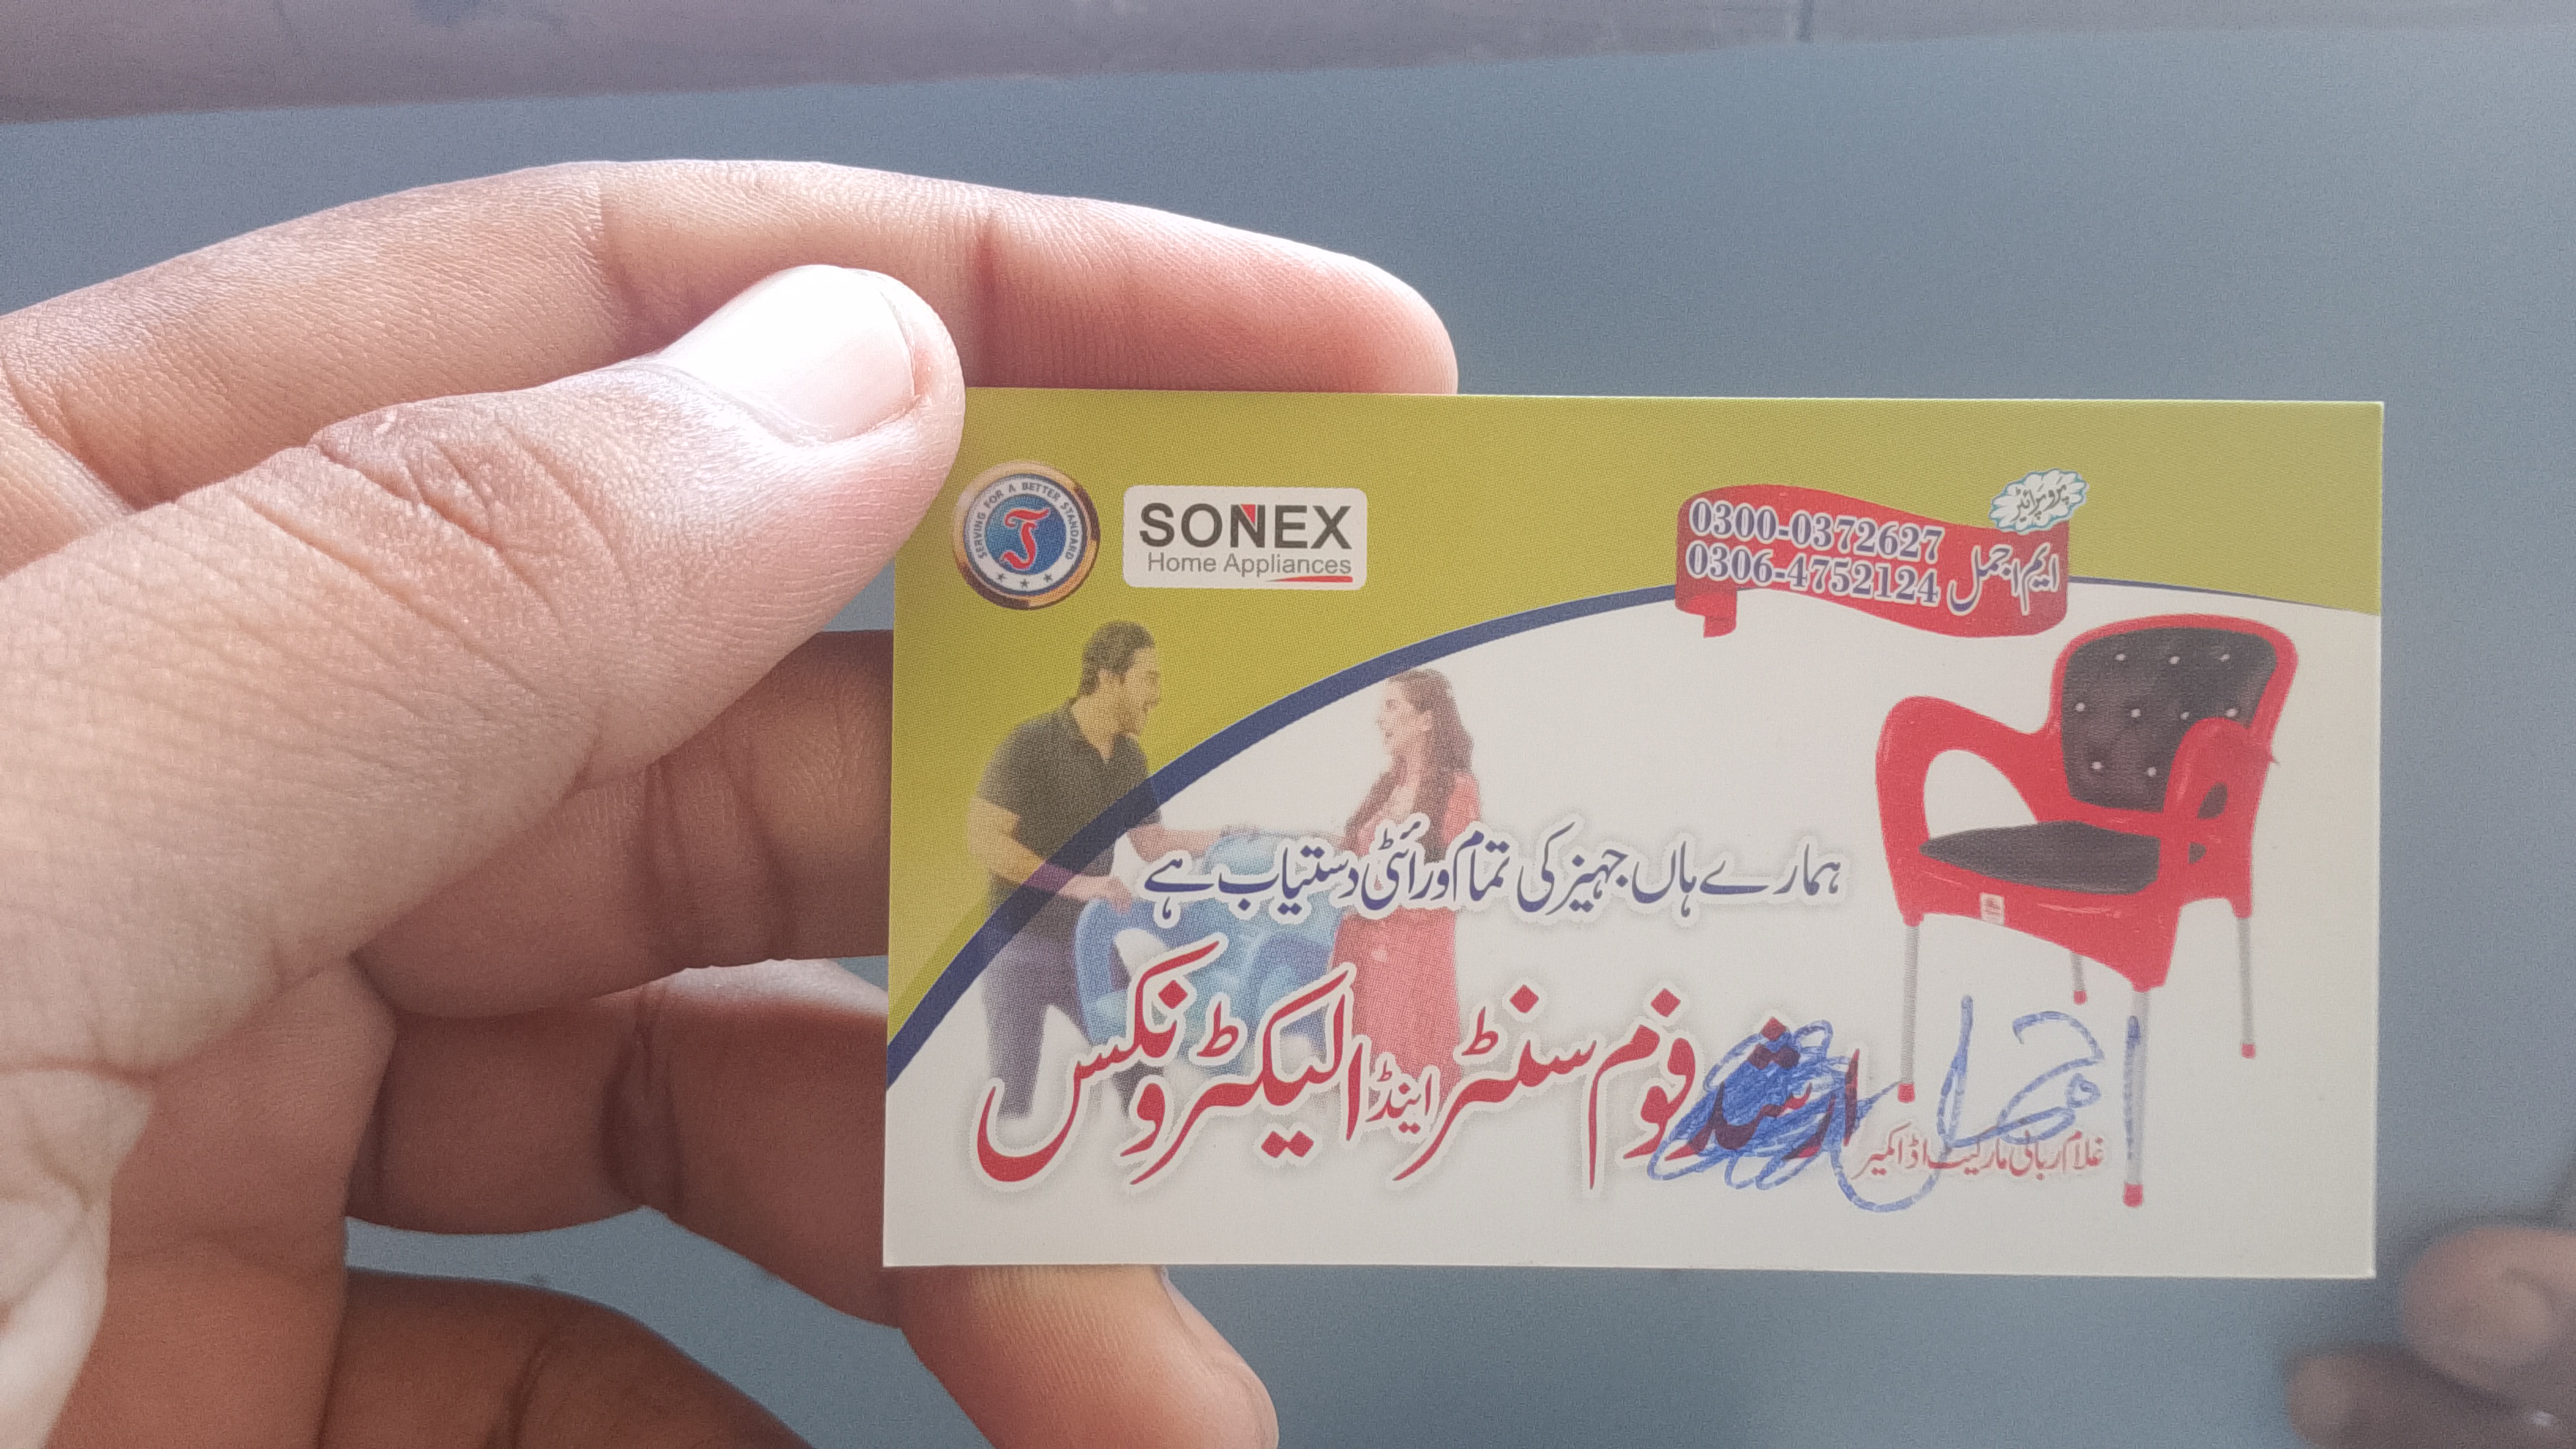 SERVING FOR A BETTER STANDARD
SONEX
Home Appliances
پروپرائیٹر
ایم اجمل
0300-0372627
0306-4752124
ہمارے ہاں جہیز کی تمام ورائٹی دستیاب ہے
ارشد فوم سنٹر اینڈ الیکٹرونکس
غلام ربانی مارکیٹ اڈا کمیر